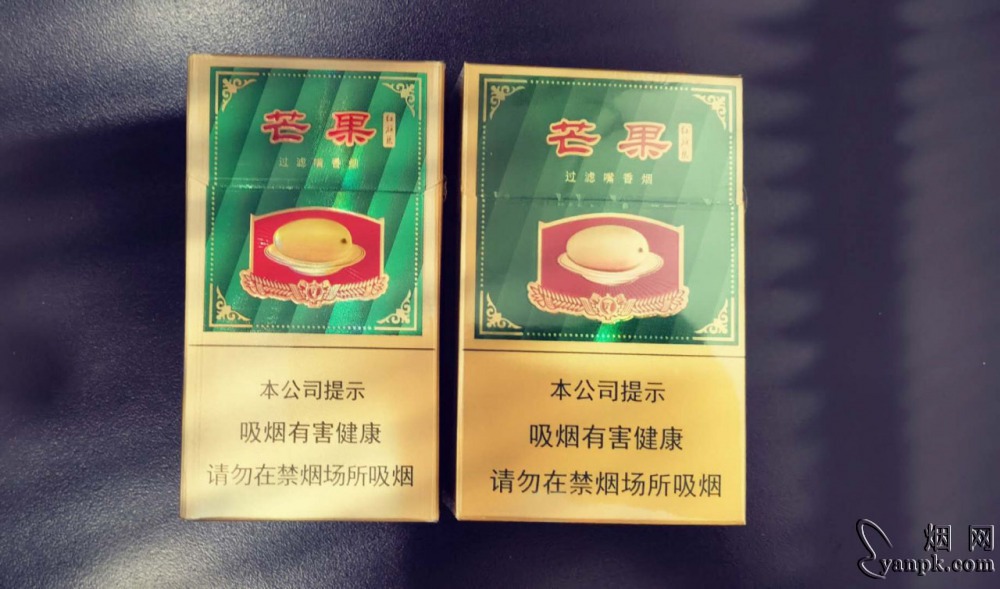 芒果
过滤嘴香烟
本公司提示
吸烟有害健康
请勿在禁烟场所吸烟
芒果
过滤嘴香烟
本公司提示
吸烟有害健康
请勿在禁烟场所吸烟
烟网
yanpk.com